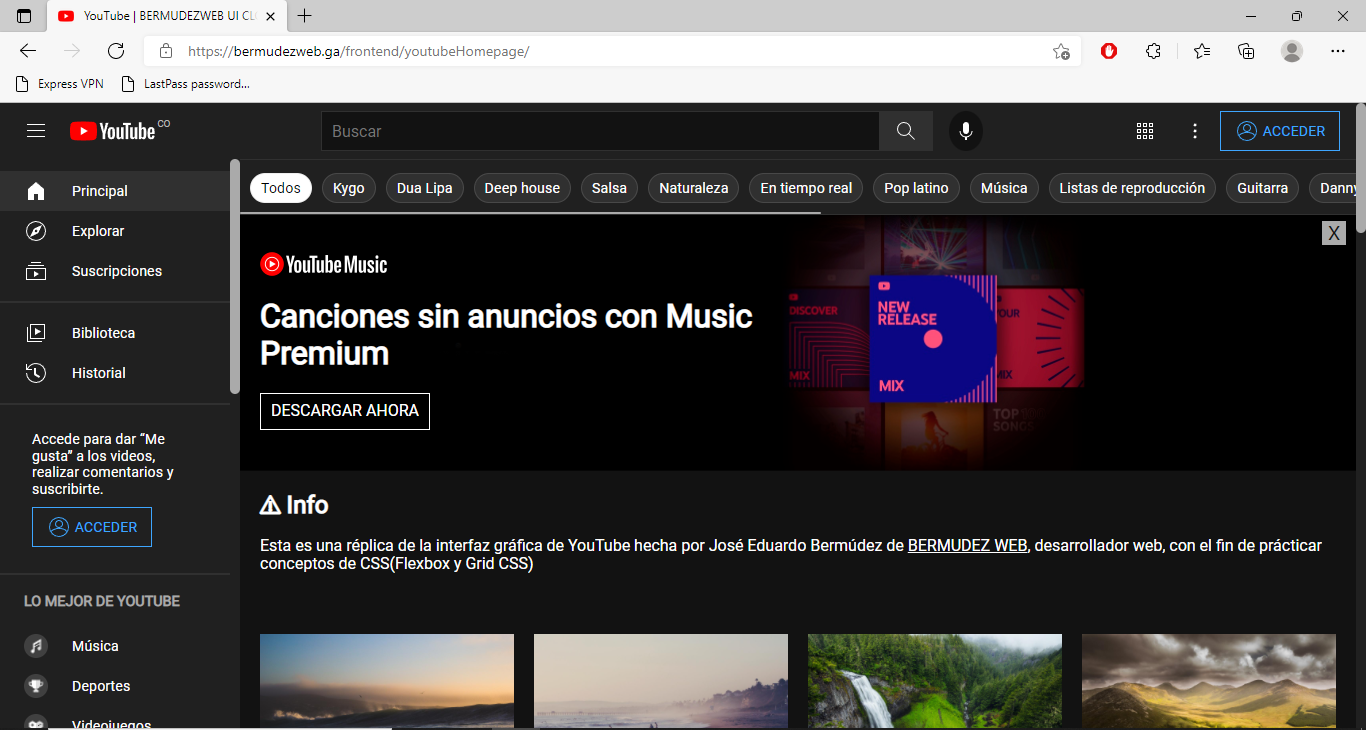 YouTube | BERMUDEZWEB UI CL
https://bermudezweb.ga/frontend/youtubeHomepage/
Express VPN
LastPass password...
YouTube CO
Buscar
ACCEDER
Principal
Explorar
Suscripciones
Biblioteca
Historial
Accede para dar “Me
gusta” a los videos,
realizar comentarios y
suscribirte.
ACCEDER
LO MEJOR DE YOUTUBE
Música
Deportes
Videojuegos
Todos
Kygo
Dua Lipa
Deep house
Salsa
Naturaleza
En tiempo real
Pop latino
Música
Listas de reproducción
Guitarra
Danny
X
YouTube Music
Canciones sin anuncios con Music
Premium
DESCARGAR AHORA
DISCOVER
MIX
NEW
RELEASE
MIX
OUR
MIX
TOP 100
SONGS
⚠ Info
Esta es una réplica de la interfaz gráfica de YouTube hecha por José Eduardo Bermúdez de BERMUDEZ WEB, desarrollador web, con el fin de prácticar
conceptos de CSS(Flexbox y Grid CSS)